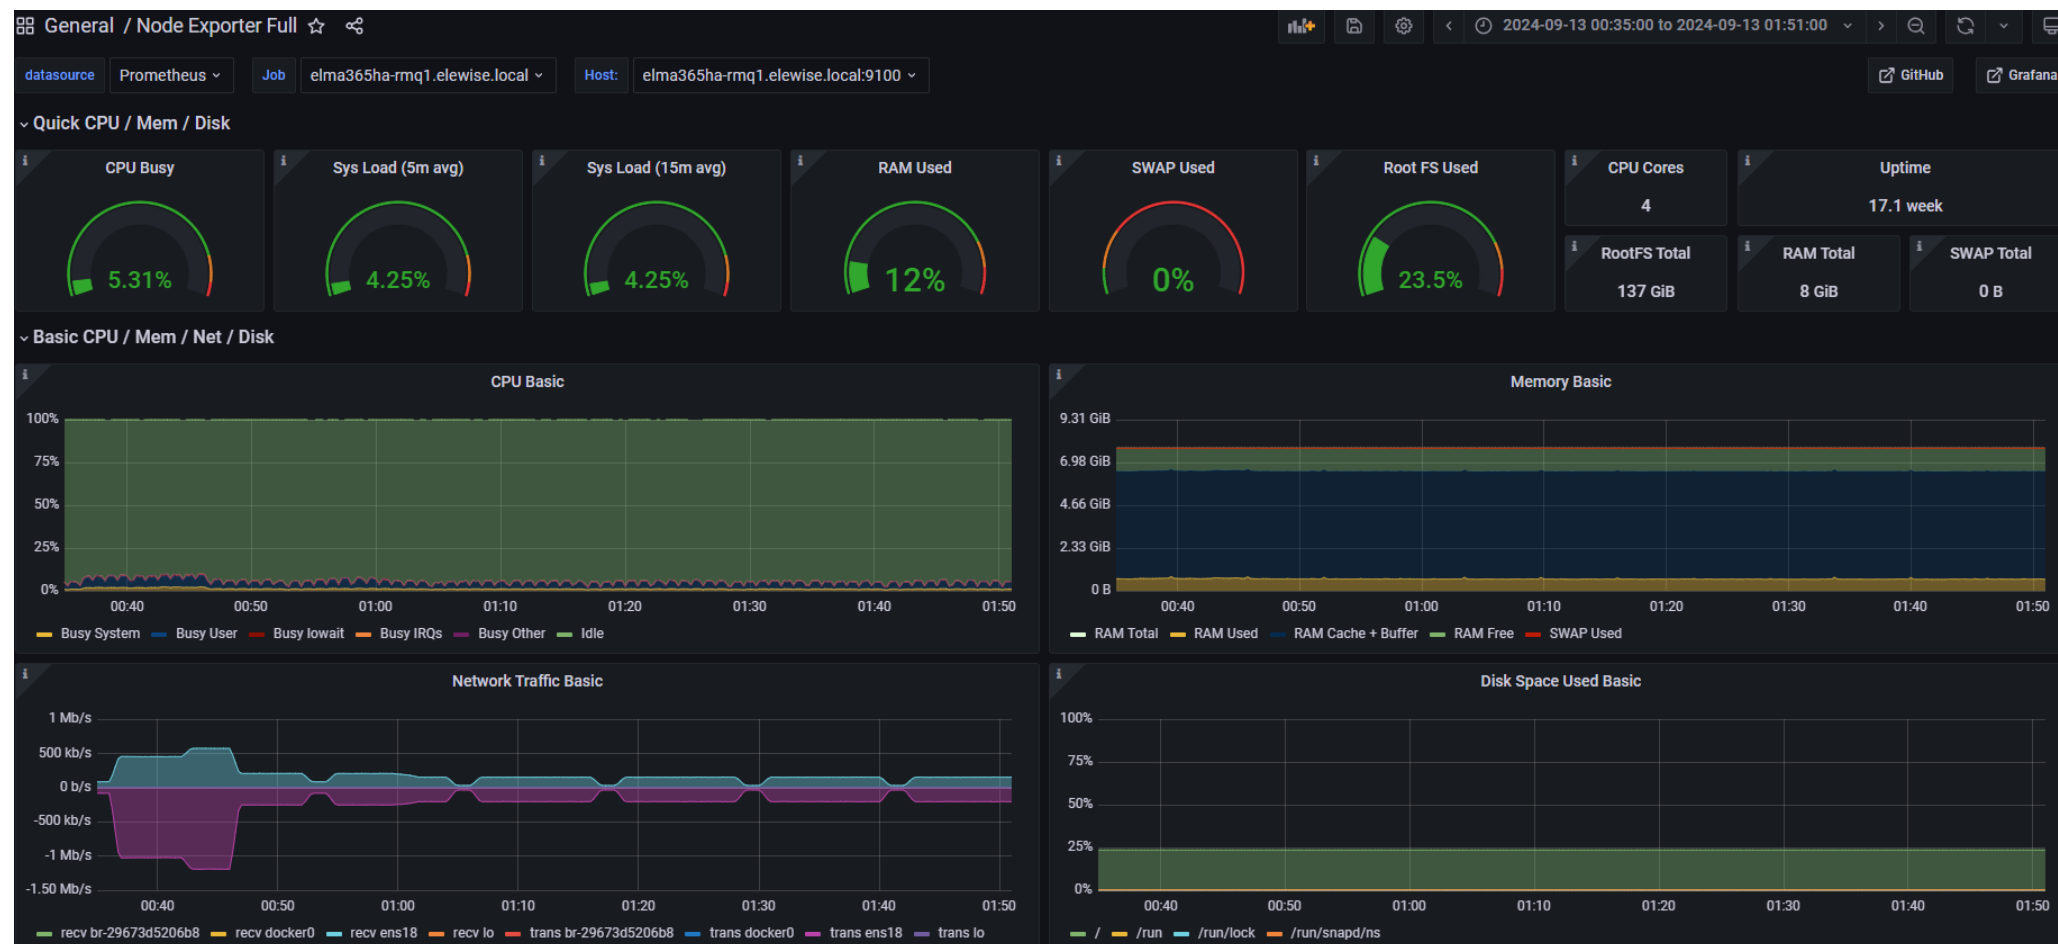 General / Node Exporter Full
2024-09-13 00:35:00 to 2024-09-13 01:51:00
datasource Prometheus Job elma365ha-rmq1.elewise.local Host: elma365ha-rmq1.elewise.local:9100 GitHub Grafana
Quick CPU / Mem / Disk
CPU Busy
5.31%
Sys Load (5m avg)
4.25%
Sys Load (15m avg)
4.25%
RAM Used
12%
SWAP Used
0%
Root FS Used
23.5%
CPU Cores
4
Uptime
17.1 week
RootFS Total
137 GiB
RAM Total
8 GiB
SWAP Total
0 B
Basic CPU / Mem / Net / Disk
CPU Basic
100%
75%
50%
25%
0%
00:40 00:50 01:00 01:10 01:20 01:30 01:40 01:50
Busy System Busy User Busy Iowait Busy IRQs Busy Other Idle
Memory Basic
9.31 GiB
6.98 GiB
4.66 GiB
2.33 GiB
0 B
00:40 00:50 01:00 01:10 01:20 01:30 01:40 01:50
RAM Total RAM Used RAM Cache + Buffer RAM Free SWAP Used
Network Traffic Basic
1 Mb/s
500 kb/s
0 b/s
-500 kb/s
-1 Mb/s
-1.50 Mb/s
00:40 00:50 01:00 01:10 01:20 01:30 01:40 01:50
recv br-29673d5206b8 recv docker0 recv ens18 recv lo trans br-29673d5206b8 trans docker0 trans ens18 trans lo
Disk Space Used Basic
100%
75%
50%
25%
0%
00:40 00:50 01:00 01:10 01:20 01:30 01:40 01:50
/ /run /run/lock /run/snapd/ns